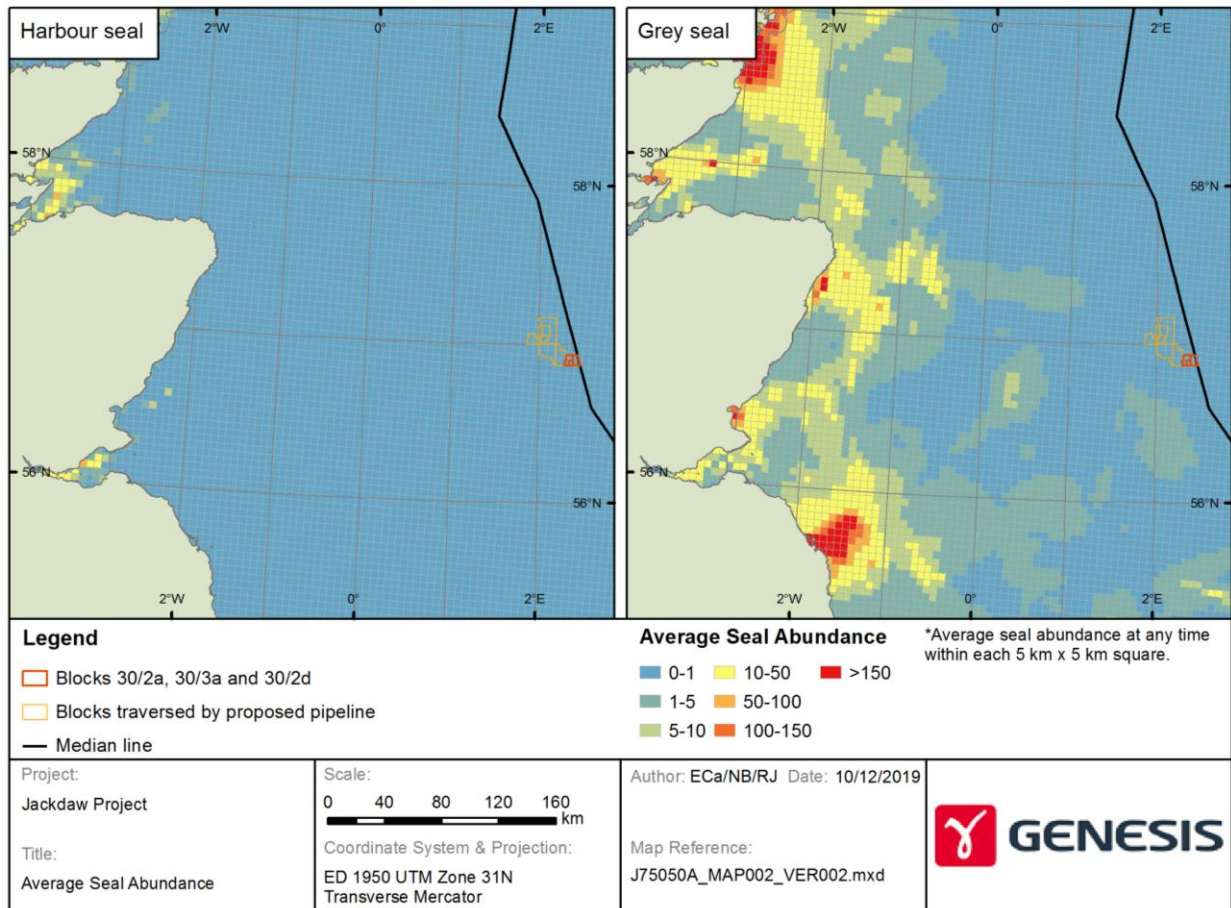 Harbour seal
2°W
0°
2°E
58°N
58°N
56°N
56°N
2°W
0°
2°E
Grey seal
2°W
0°
2°E
58°N
58°N
56°N
56°N
2°W
0°
2°E
Legend
Blocks 30/2a, 30/3a and 30/2d
Blocks traversed by proposed pipeline
Median line
Average Seal Abundance
0-1
10-50
>150
1-5
50-100
5-10
100-150
*Average seal abundance at any time
within each 5 km x 5 km square.
Project:
Jackdaw Project
Title:
Average Seal Abundance
Scale:
0 40 80 120 160
km
Coordinate System & Projection:
ED 1950 UTM Zone 31N
Transverse Mercator
Author: ECa/NB/RJ Date: 10/12/2019
Map Reference:
J75050A_MAP002_VER002.mxd
GENESIS